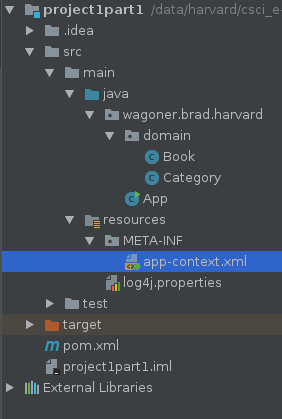 project1part1 /data/harvard/csci_e
.idea
src
main
java
wagoner.brad.harvard
domain
Book
Category
App
resources
META-INF
app-context.xml
log4j.properties
test
target
pom.xml
project1part1.iml
External Libraries